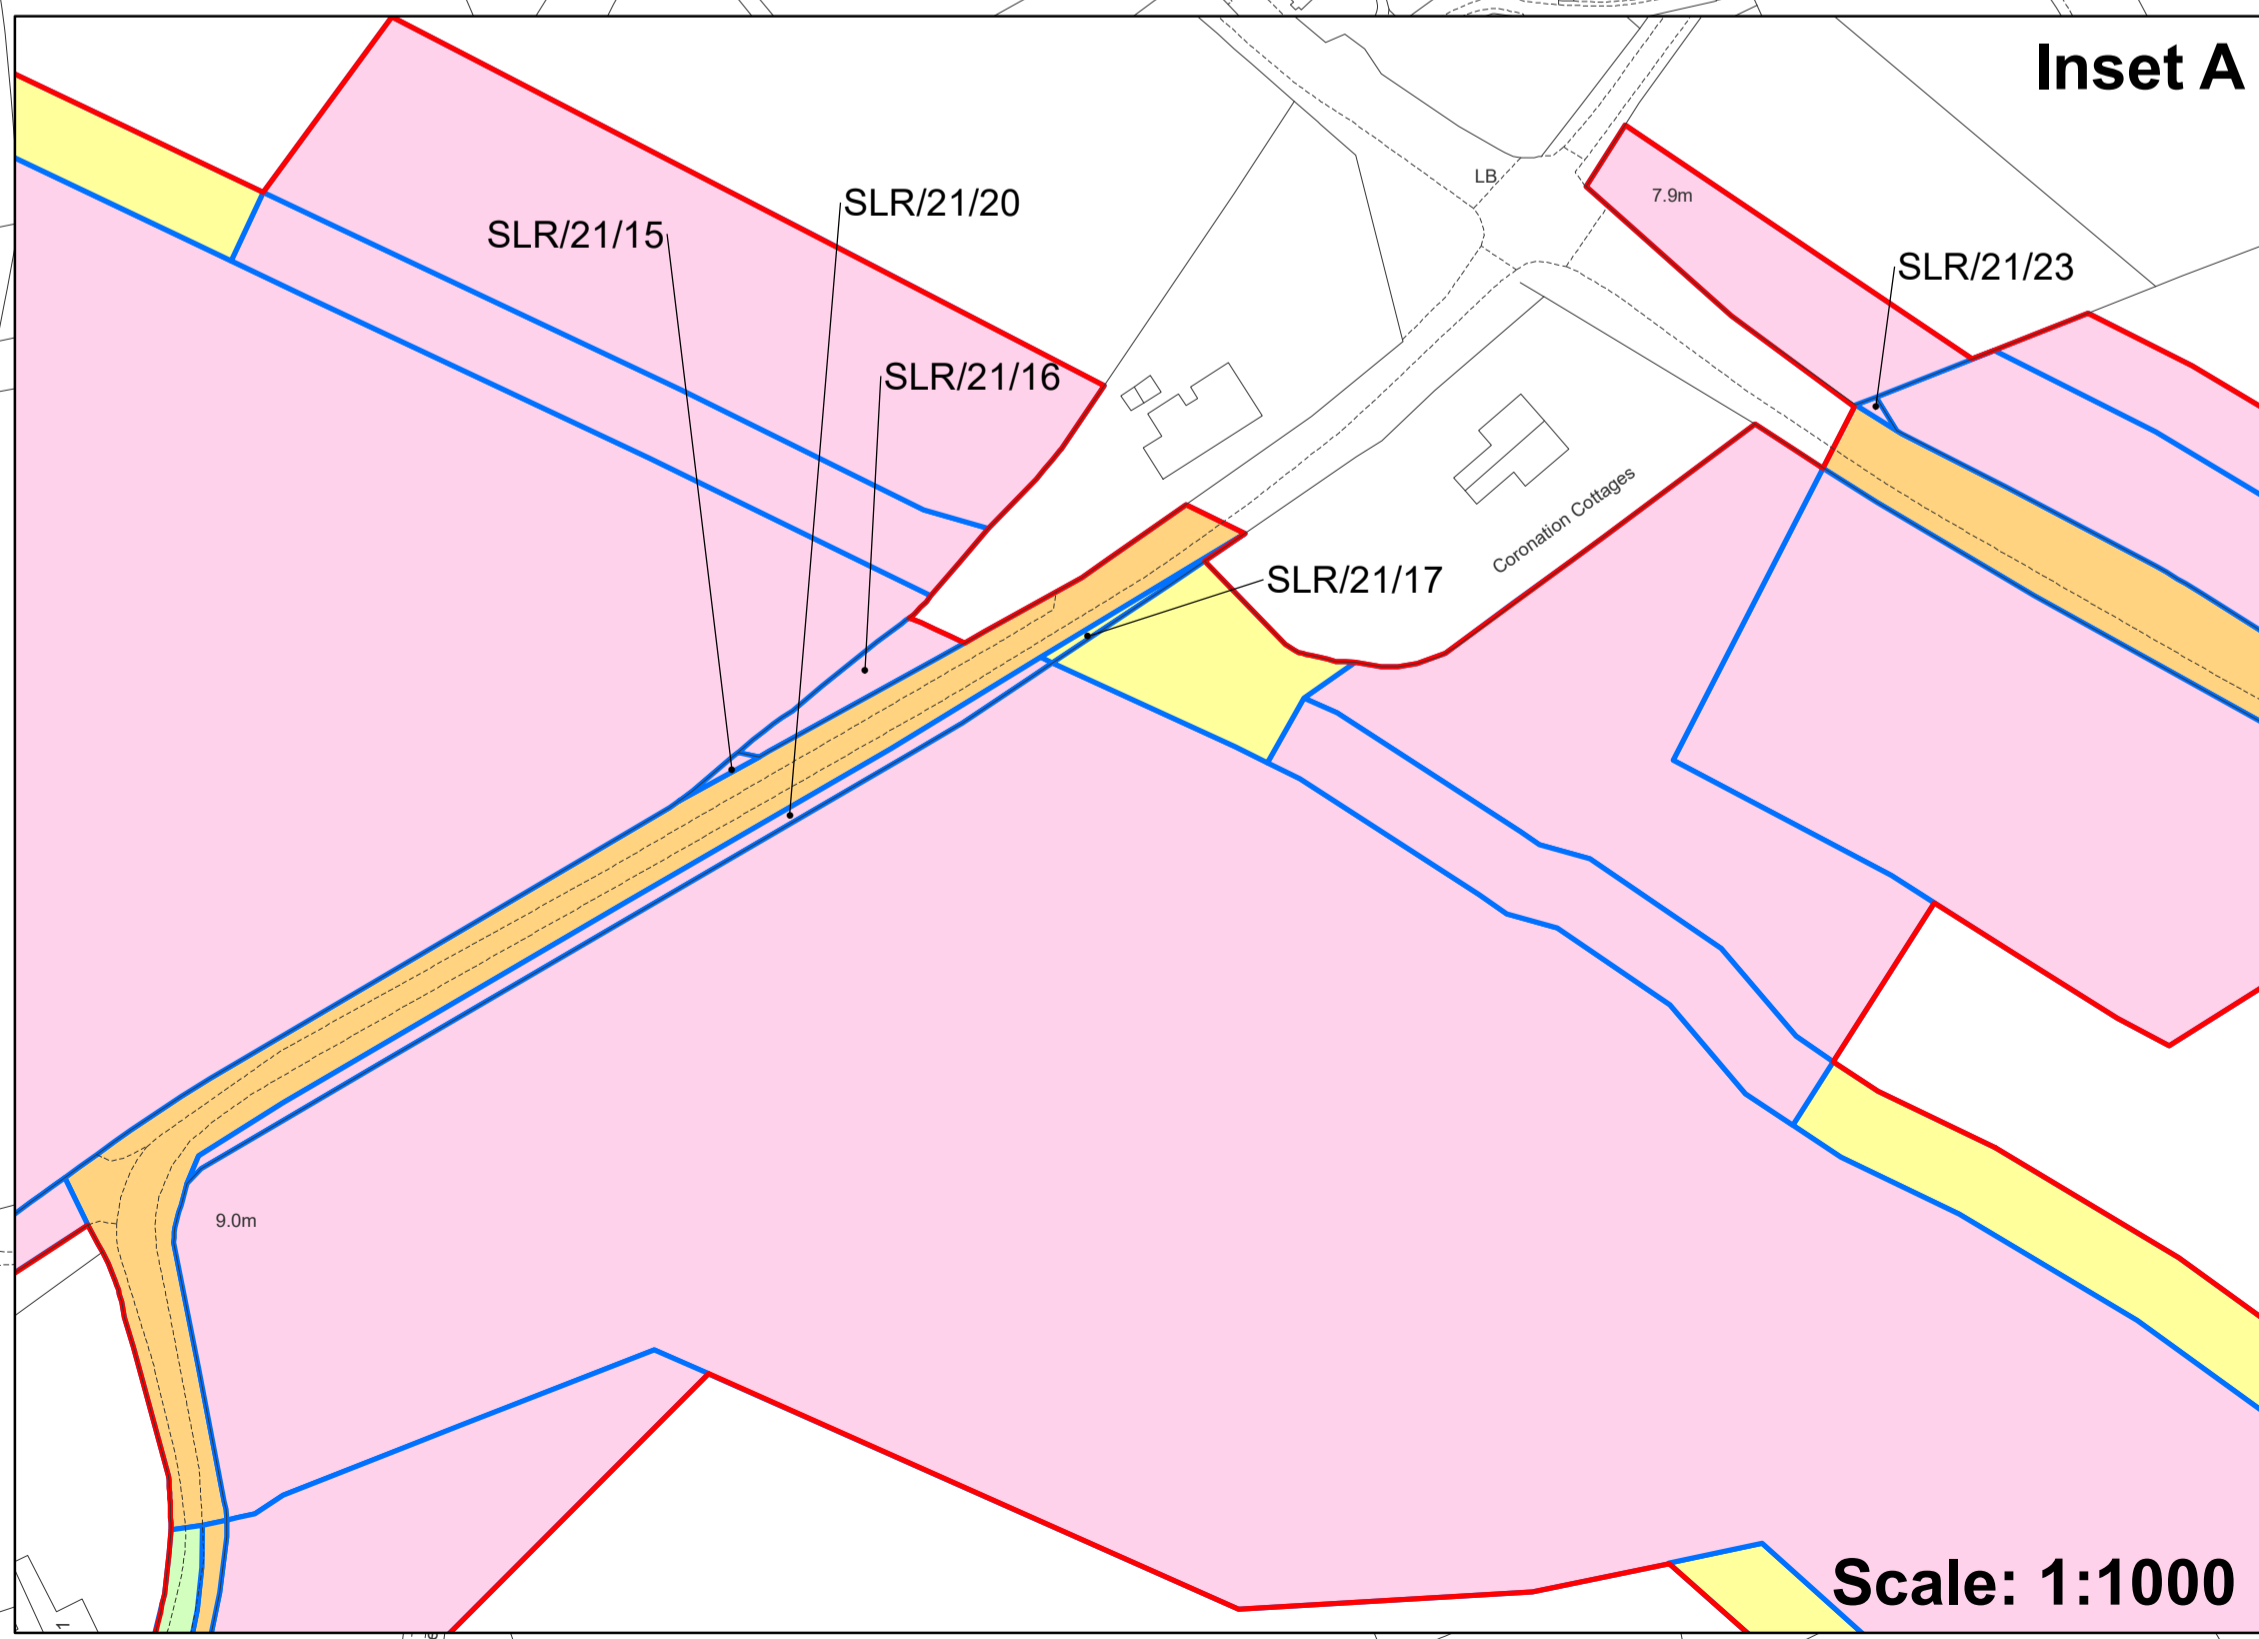 Inset A
LB
7.9m
SLR/21/20
SLR/21/15
SLR/21/23
SLR/21/16
Coronation Cottages
SLR/21/17
9.0m
Scale: 1:1000
1